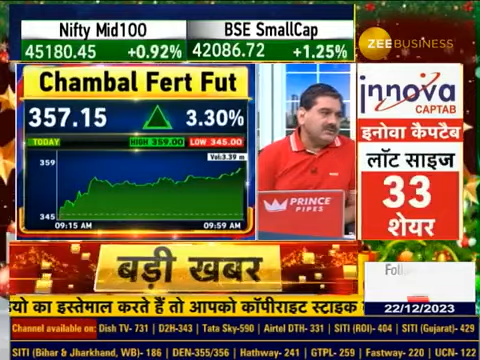 Nifty Mid100 BSE SmallCap
45180.45 +0.92% 42086.72 +1.25%
ZEE BUSINESS
Chambal Fert Fut
357.15 3.30%
TODAY HIGH 359.00 LOW 345.00
Vol:3.39 m
359
345
09:15 AM 09:59 AM
PRINCE
PIPES
innova
CAPTAB
इनोवा कैपटैब
लॉट साइज
33
शेयर
बड़ी खबर
Follo
यो का इस्तेमाल करते हैं तो आपको कॉपीराइट स्ट्राइक
22/12/2023
Channel available on: Dish TV- 731 | D2H-343 | Tata Sky-590 | Airtel DTH- 331 | SITI (ROI) - 404 | SITI (Gujarat)- 429
SITI (Bihar & Jharkhand, WB)- 186 | DEN-355/356 | Hathway- 241 | GTPL- 259 | Fastway- 220 | UCN- 122